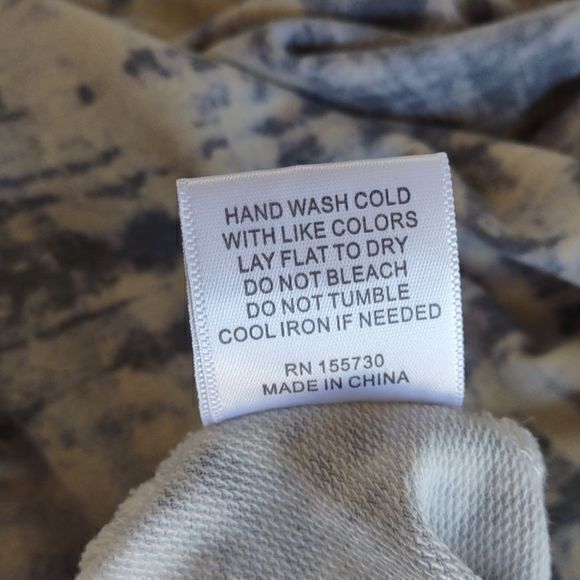 HAND WASH COLD
WITH LIKE COLORS
LAY FLAT TO DRY
DO NOT BLEACH
DO NOT TUMBLE
COOL IRON IF NEEDED
RN 155730
MADE IN CHINA